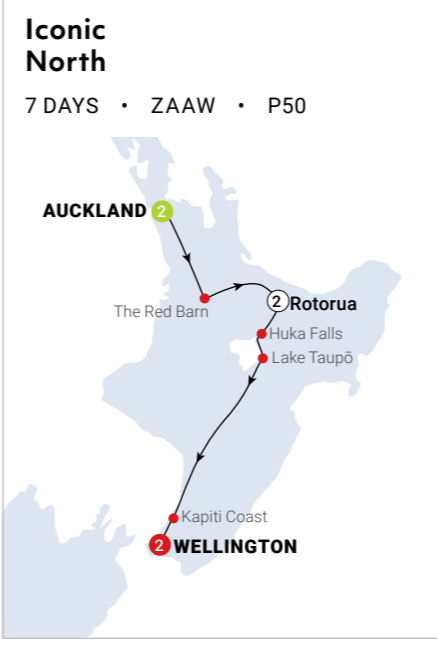 Iconic
North
7 DAYS • ZAAW • P50
AUCKLAND 2
The Red Barn
2 Rotorua
Huka Falls
Lake Taupō
Kapiti Coast
2 WELLINGTON